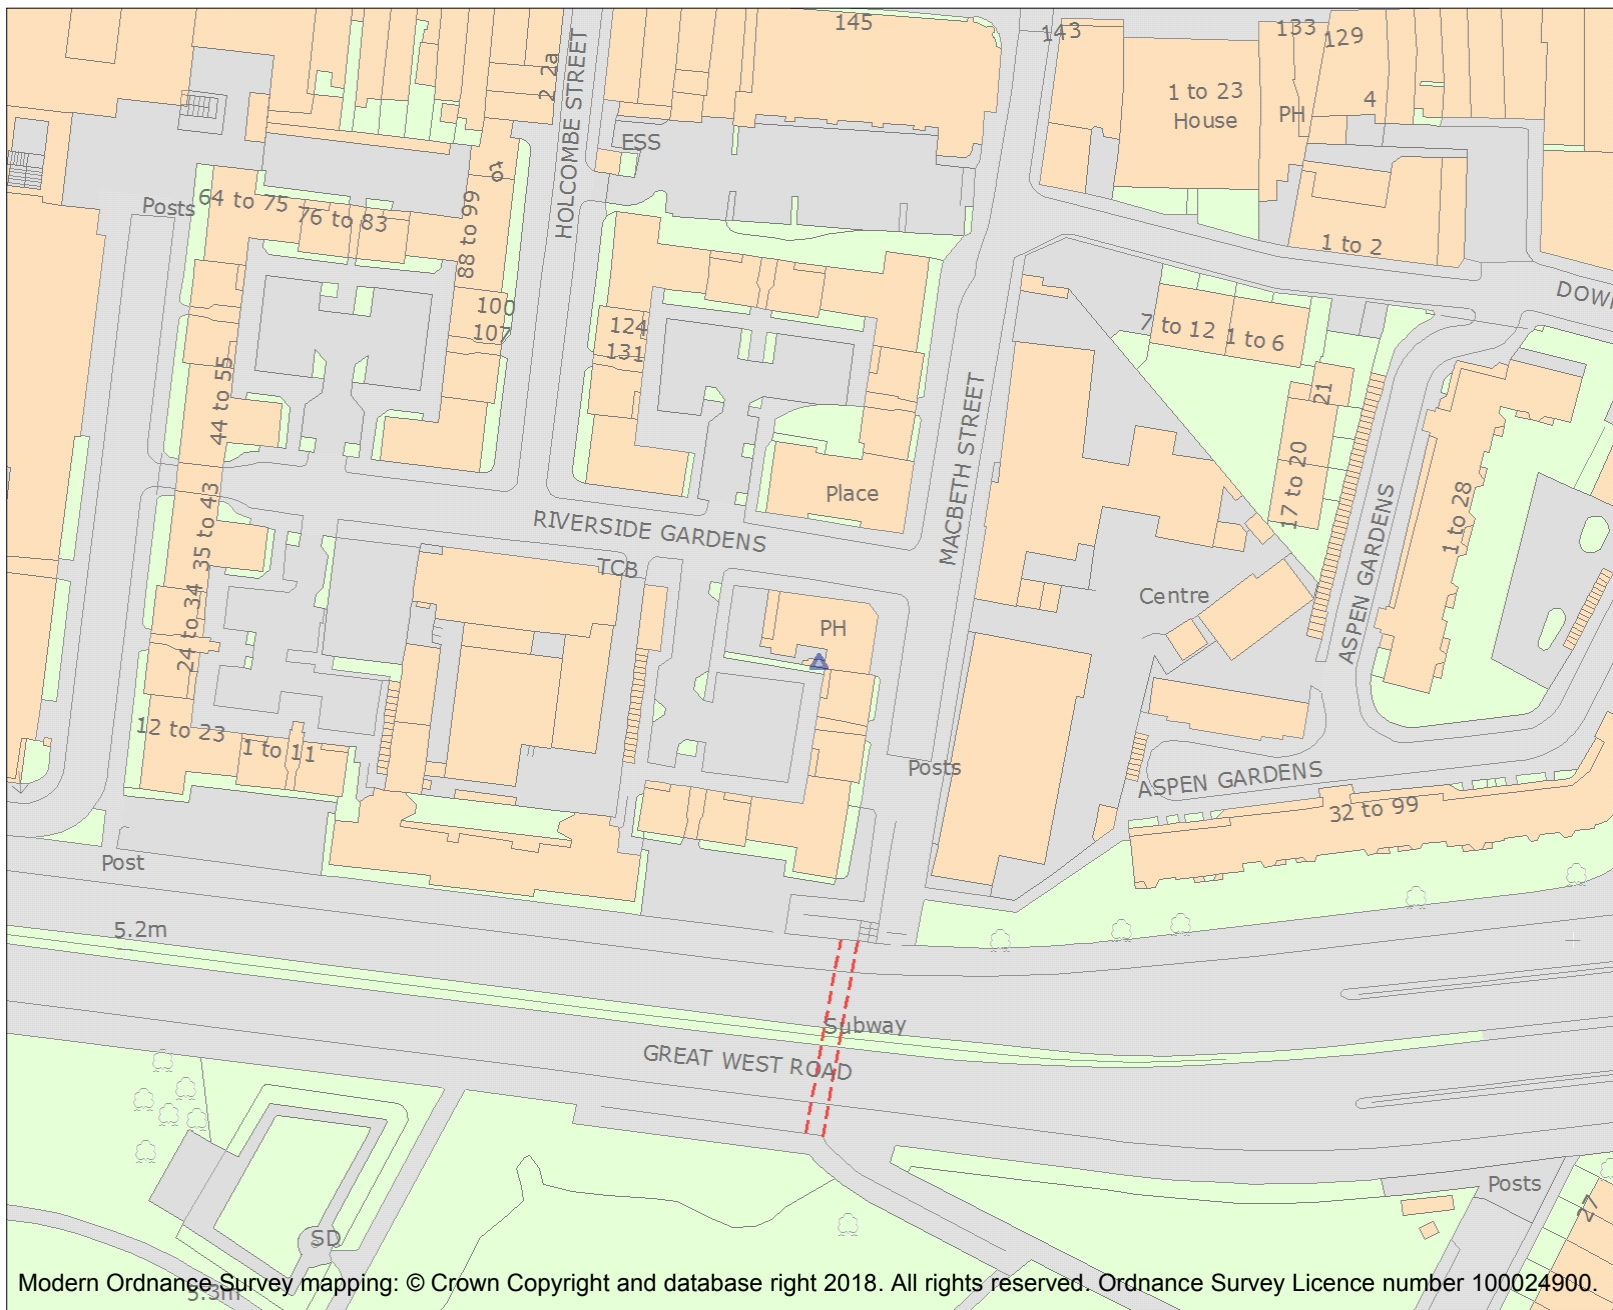 145
143
133
129
2
2a
HOLCOMBE STREET
1 to 23
House
PH
4
ESS
to
Posts
64 to 75
76 to 83
88 to 99
1 to 2
100
107
124
131
7 to 12
1 to 6
DOW
21
44 to 55
MACBETH STREET
17 to 20
Place
35 to 43
RIVERSIDE GARDENS
TCB
1 to 28
ASPEN GARDENS
Centre
24 to 34
PH
12 to 23
1 to 11
Posts
ASPEN GARDENS
32 to 99
Post
5.2m
Subway
GREAT WEST ROAD
Posts
27
SD
Modern Ordnance Survey mapping: © Crown Copyright and database right 2018. All rights reserved. Ordnance Survey Licence number 100024900.
5.3m